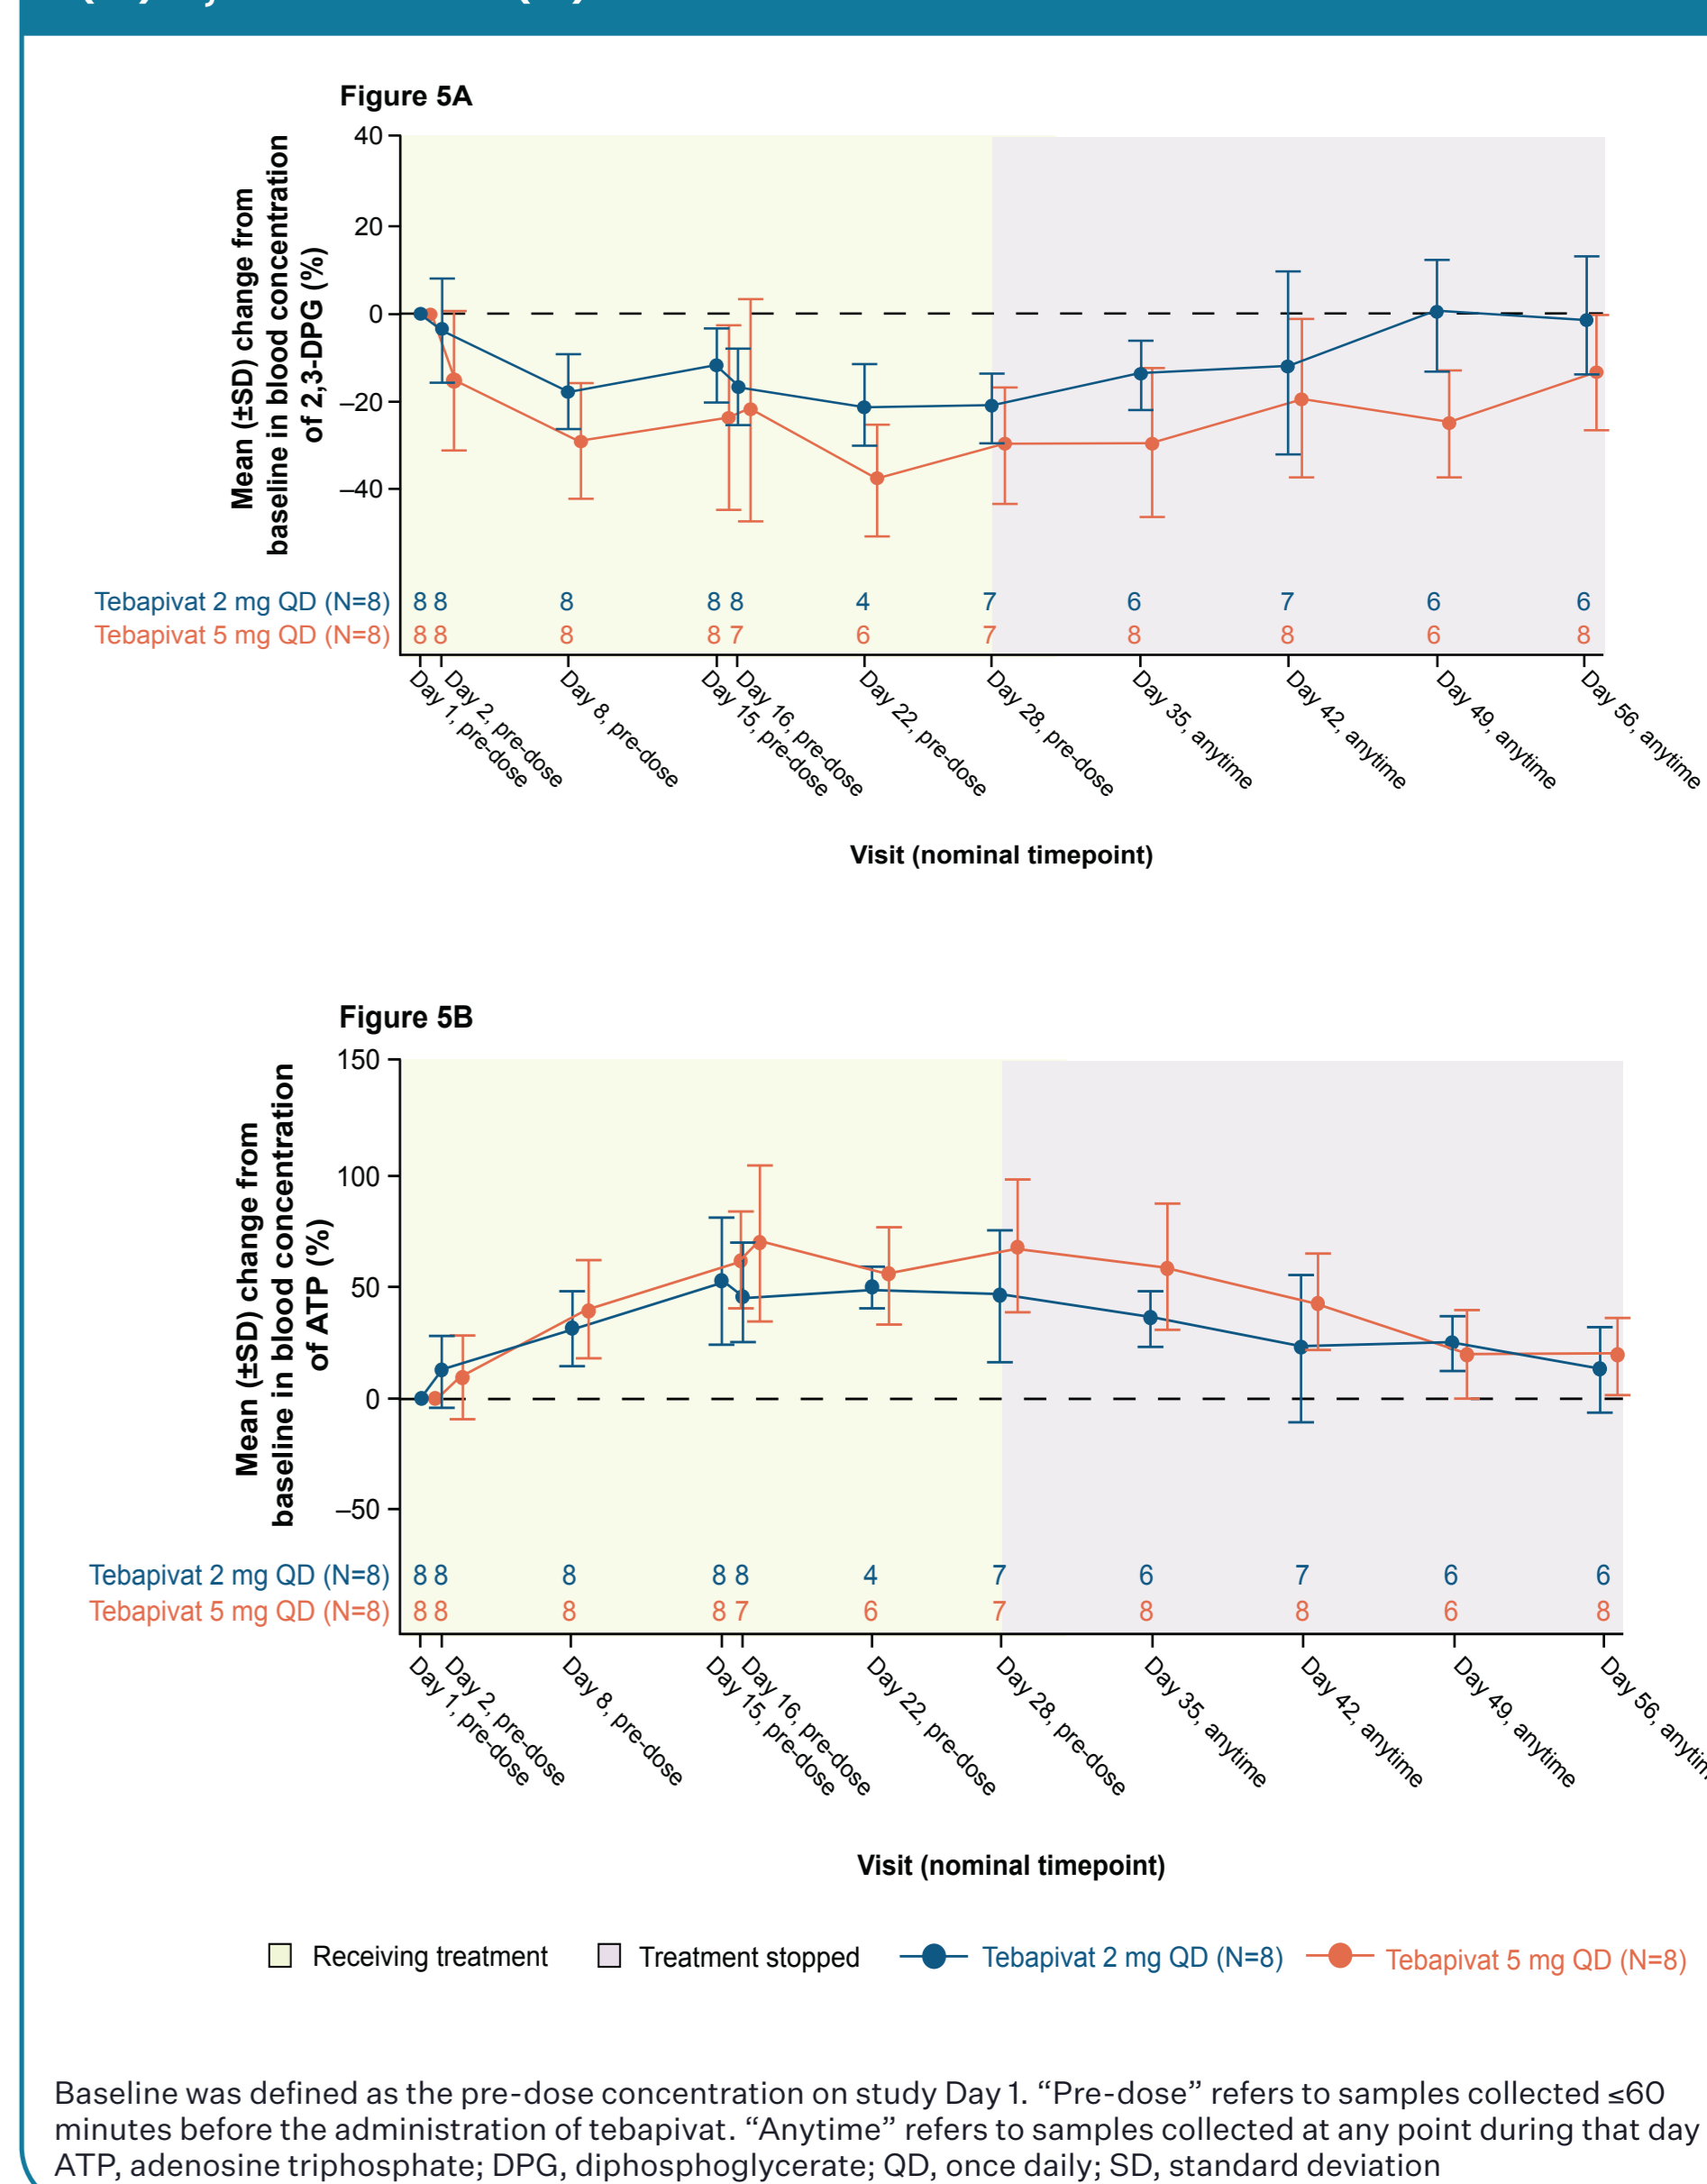 Figure 5A
Mean (±SD) change from
baseline in blood concentration
of 2,3-DPG (%)
40
20
0
–20
–40
Tebapivat 2 mg QD (N=8) 8 8 8 8 8 4 7 6 7 6 6
Tebapivat 5 mg QD (N=8) 8 8 8 8 7 6 7 8 8 6 8
Day 1, pre-dose
Day 2, pre-dose
Day 8, pre-dose
Day 15, pre-dose
Day 16, pre-dose
Day 22, pre-dose
Day 28, pre-dose
Day 35, anytime
Day 42, anytime
Day 49, anytime
Day 56, anytime
Visit (nominal timepoint)
Figure 5B
Mean (±SD) change from
baseline in blood concentration
of ATP (%)
150
100
50
0
–50
Tebapivat 2 mg QD (N=8) 8 8 8 8 8 4 7 6 7 6 6
Tebapivat 5 mg QD (N=8) 8 8 8 8 7 6 7 8 8 6 8
Day 1, pre-dose
Day 2, pre-dose
Day 8, pre-dose
Day 15, pre-dose
Day 16, pre-dose
Day 22, pre-dose
Day 28, pre-dose
Day 35, anytime
Day 42, anytime
Day 49, anytime
Day 56,
Visit (nominal timepoint)
Receiving treatment Treatment stopped Tebapivat 2 mg QD (N=8) Tebapivat 5 mg QD (N=8)
Baseline was defined as the pre-dose concentration on study Day 1. “Pre-dose” refers to samples collected ≤60
minutes before the administration of tebapivat. “Anytime” refers to samples collected at any point during that day
ATP, adenosine triphosphate; DPG, diphosphoglycerate; QD, once daily; SD, standard deviation